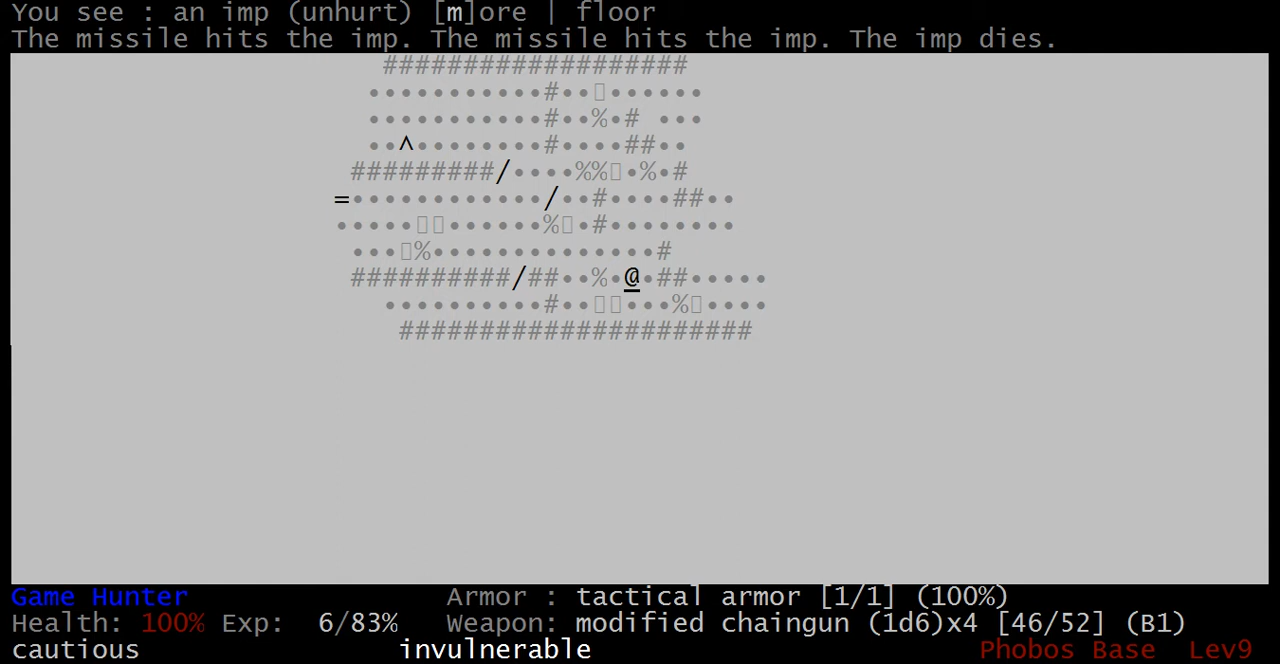 You see : an imp (unhurt) [m]ore | floor
The missile hits the imp. The missile hits the imp. The imp dies.
###################
••••••••••#••▯••••••
••••••••••#••%•# •••
••^•••••••#••••##••
#########/••••%%▯•%•#
=••••••••••••/••#••••##••
•••••▯▯••••••%▯•#••••••••
•••▯%••••••••••••••#
##########/##••%•@•##•••••
••••••••••#••▯▯•••%▯••••
######################
Game Hunter Armor : tactical armor [1/1] (100%)
Health: 100% Exp: 6/83% Weapon: modified chaingun (1d6)x4 [46/52] (B1)
cautious invulnerable Phobos Base Lev9